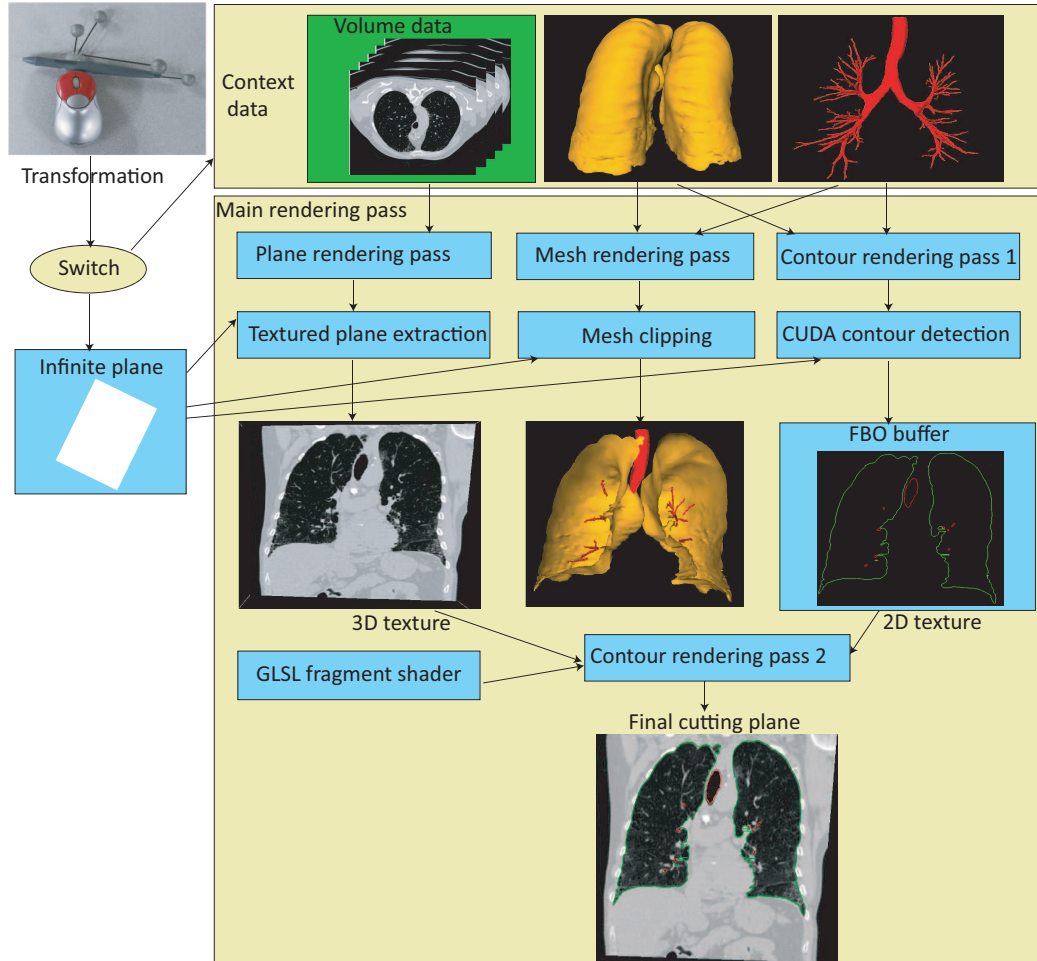 Volume data
Context
data
Transformation
Main rendering pass
Switch
Plane rendering pass
Mesh rendering pass
Contour rendering pass 1
Textured plane extraction
Mesh clipping
CUDA contour detection
Infinite plane
FBO buffer
3D texture
2D texture
GLSL fragment shader
Contour rendering pass 2
Final cutting plane